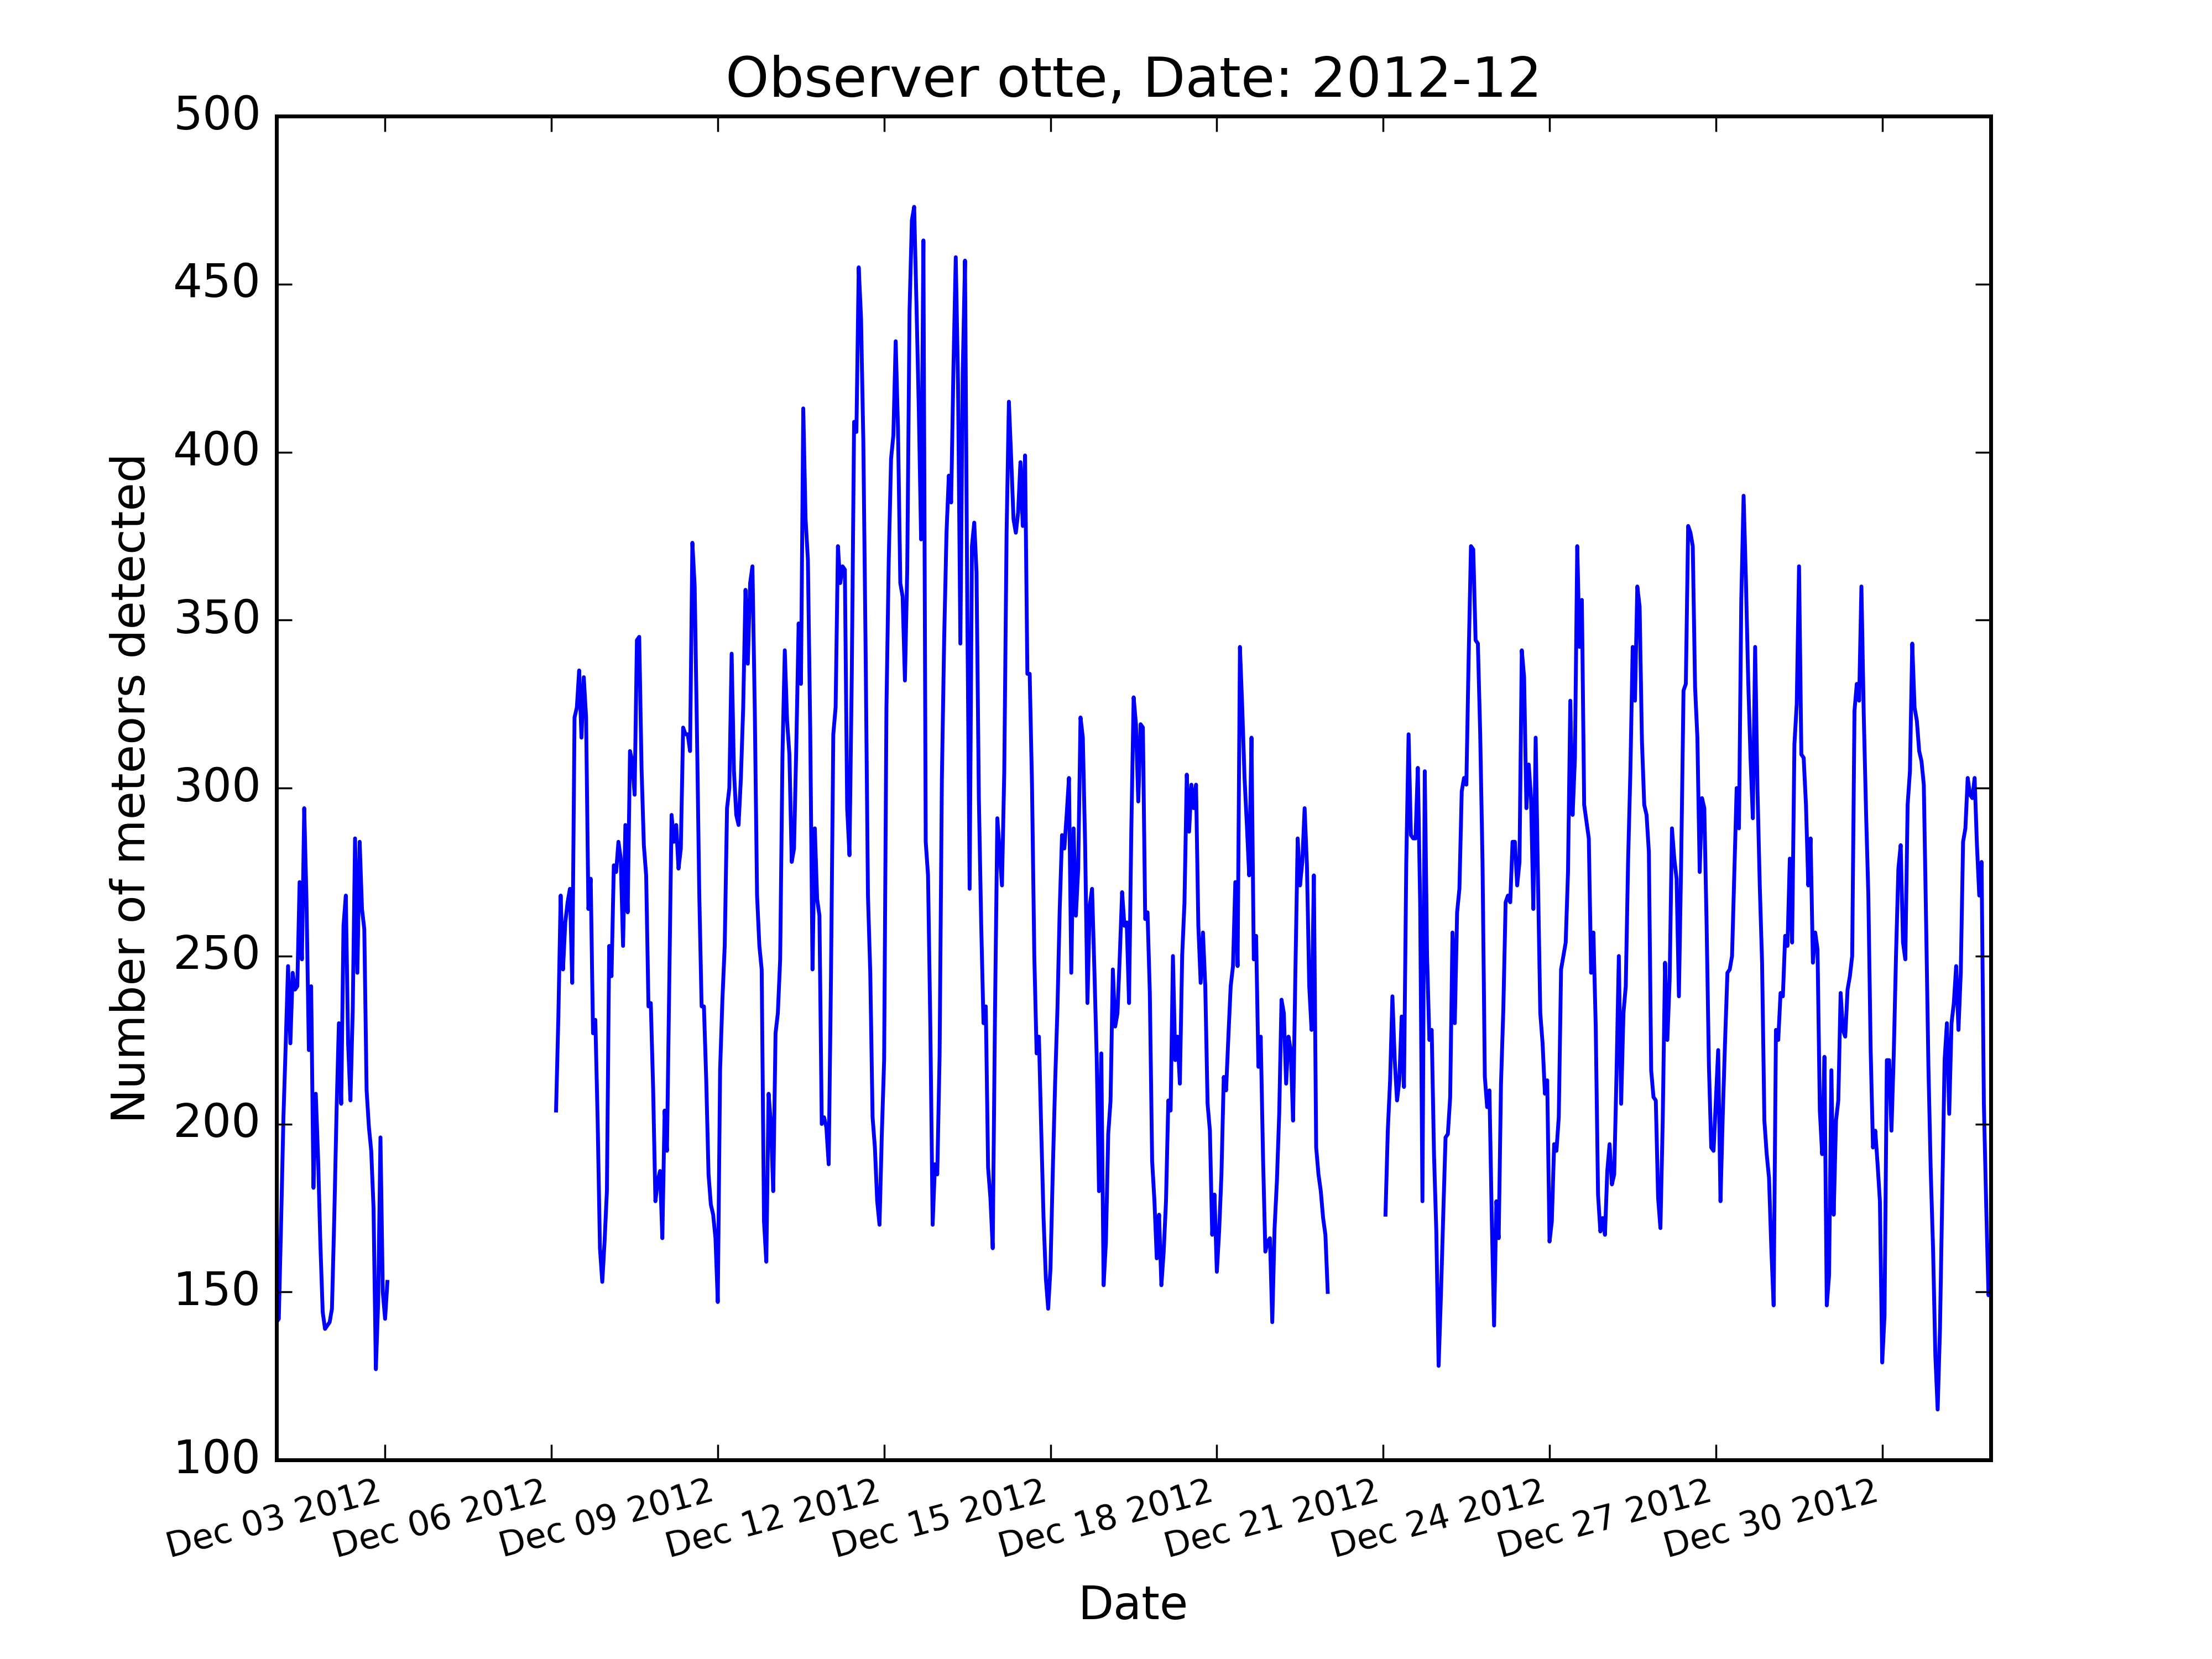 Observer otte, Date: 2012-12
500
450
400
350
300
250
200
150
100
Number of meteors detected
Dec 03 2012
Dec 06 2012
Dec 09 2012
Dec 12 2012
Dec 15 2012
Dec 18 2012
Dec 21 2012
Dec 24 2012
Dec 27 2012
Dec 30 2012
Date